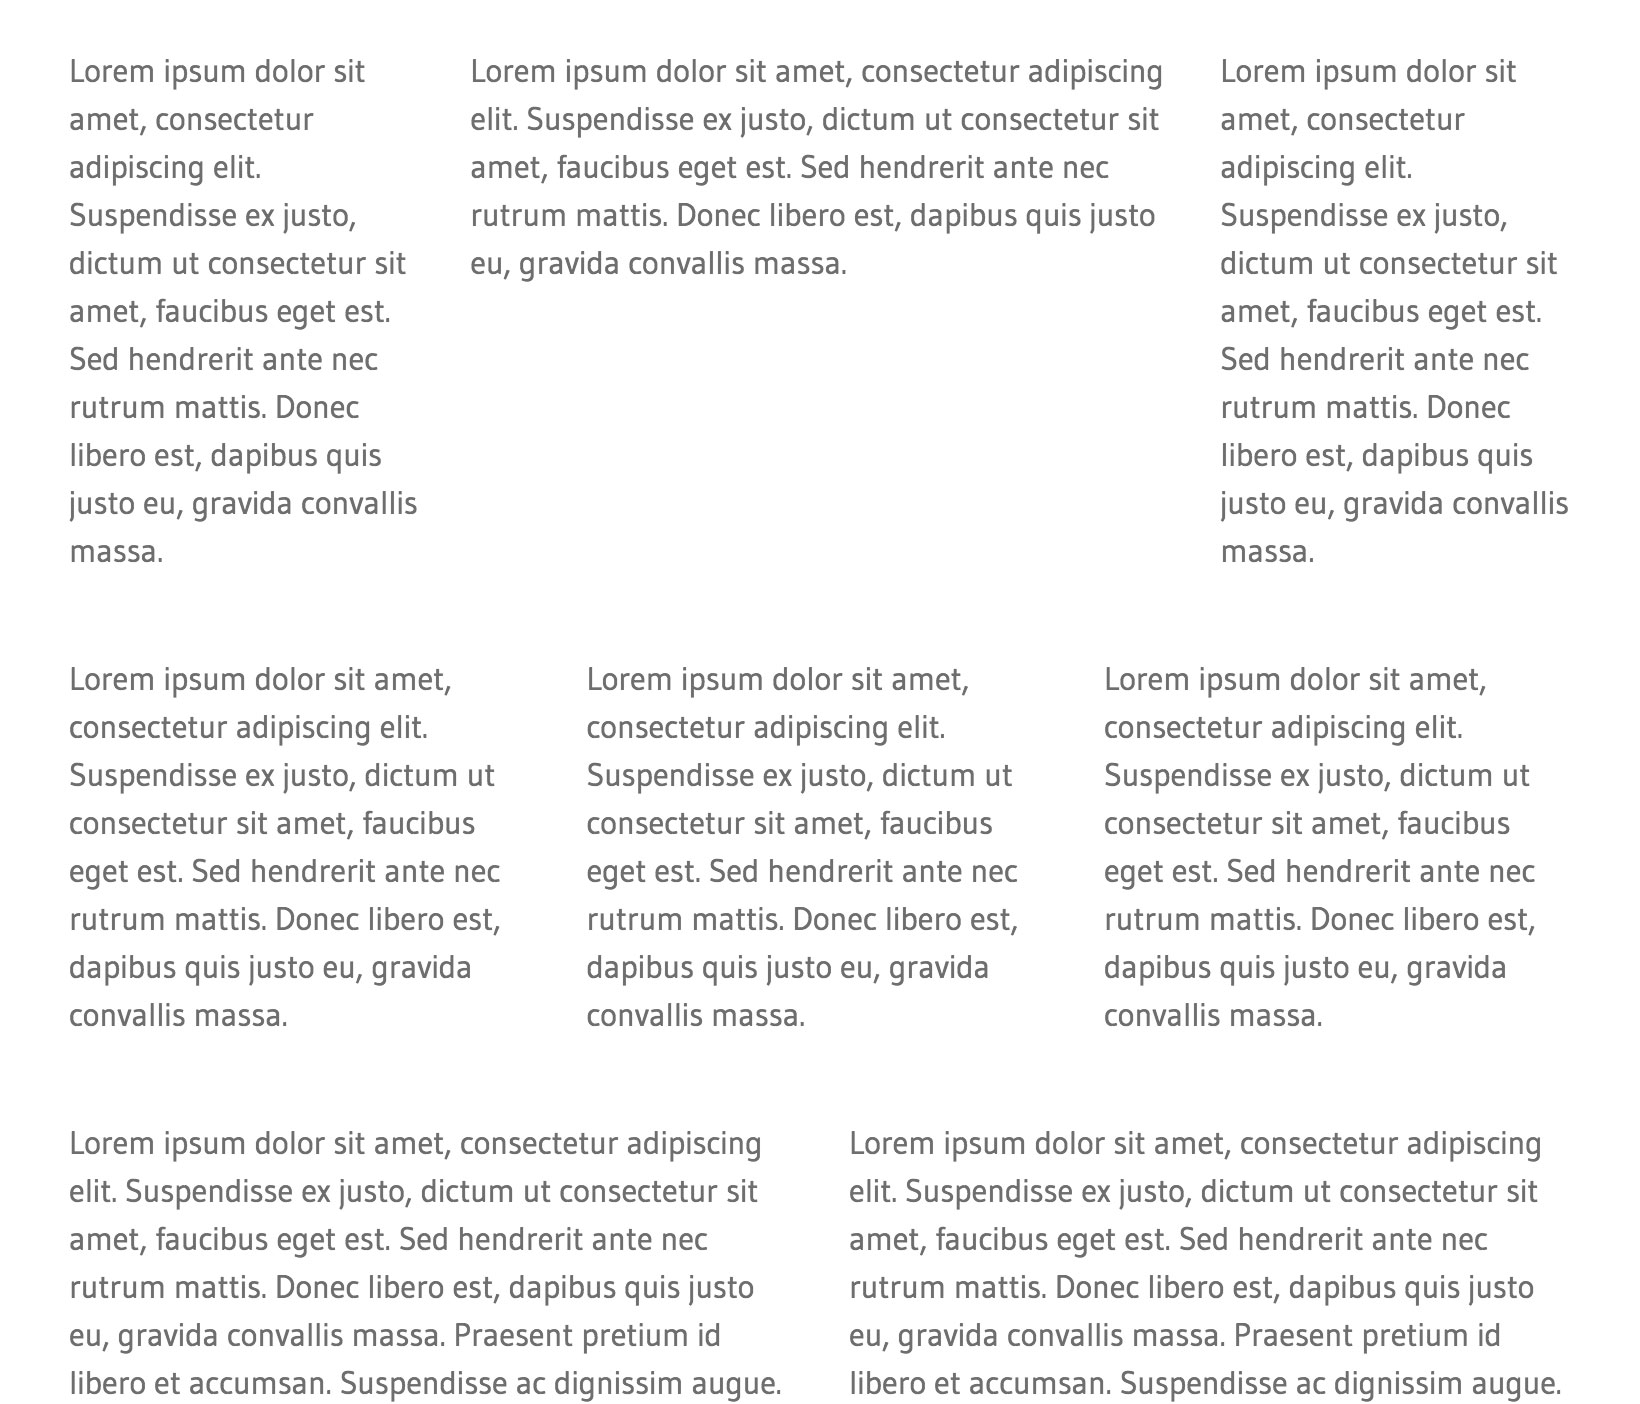 Lorem ipsum dolor sit
amet, consectetur
adipiscing elit.
Suspendisse ex justo,
dictum ut consectetur sit
amet, faucibus eget est.
Sed hendrerit ante nec
rutrum mattis. Donec
libero est, dapibus quis
justo eu, gravida convallis
massa.
Lorem ipsum dolor sit amet, consectetur adipiscing
elit. Suspendisse ex justo, dictum ut consectetur sit
amet, faucibus eget est. Sed hendrerit ante nec
rutrum mattis. Donec libero est, dapibus quis justo
eu, gravida convallis massa.
Lorem ipsum dolor sit
amet, consectetur
adipiscing elit.
Suspendisse ex justo,
dictum ut consectetur sit
amet, faucibus eget est.
Sed hendrerit ante nec
rutrum mattis. Donec
libero est, dapibus quis
justo eu, gravida convallis
massa.
Lorem ipsum dolor sit amet,
consectetur adipiscing elit.
Suspendisse ex justo, dictum ut
consectetur sit amet, faucibus
eget est. Sed hendrerit ante nec
rutrum mattis. Donec libero est,
dapibus quis justo eu, gravida
convallis massa.
Lorem ipsum dolor sit amet,
consectetur adipiscing elit.
Suspendisse ex justo, dictum ut
consectetur sit amet, faucibus
eget est. Sed hendrerit ante nec
rutrum mattis. Donec libero est,
dapibus quis justo eu, gravida
convallis massa.
Lorem ipsum dolor sit amet,
consectetur adipiscing elit.
Suspendisse ex justo, dictum ut
consectetur sit amet, faucibus
eget est. Sed hendrerit ante nec
rutrum mattis. Donec libero est,
dapibus quis justo eu, gravida
convallis massa.
Lorem ipsum dolor sit amet, consectetur adipiscing
elit. Suspendisse ex justo, dictum ut consectetur sit
amet, faucibus eget est. Sed hendrerit ante nec
rutrum mattis. Donec libero est, dapibus quis justo
eu, gravida convallis massa. Praesent pretium id
libero et accumsan. Suspendisse ac dignissim augue.
Lorem ipsum dolor sit amet, consectetur adipiscing
elit. Suspendisse ex justo, dictum ut consectetur sit
amet, faucibus eget est. Sed hendrerit ante nec
rutrum mattis. Donec libero est, dapibus quis justo
eu, gravida convallis massa. Praesent pretium id
libero et accumsan. Suspendisse ac dignissim augue.